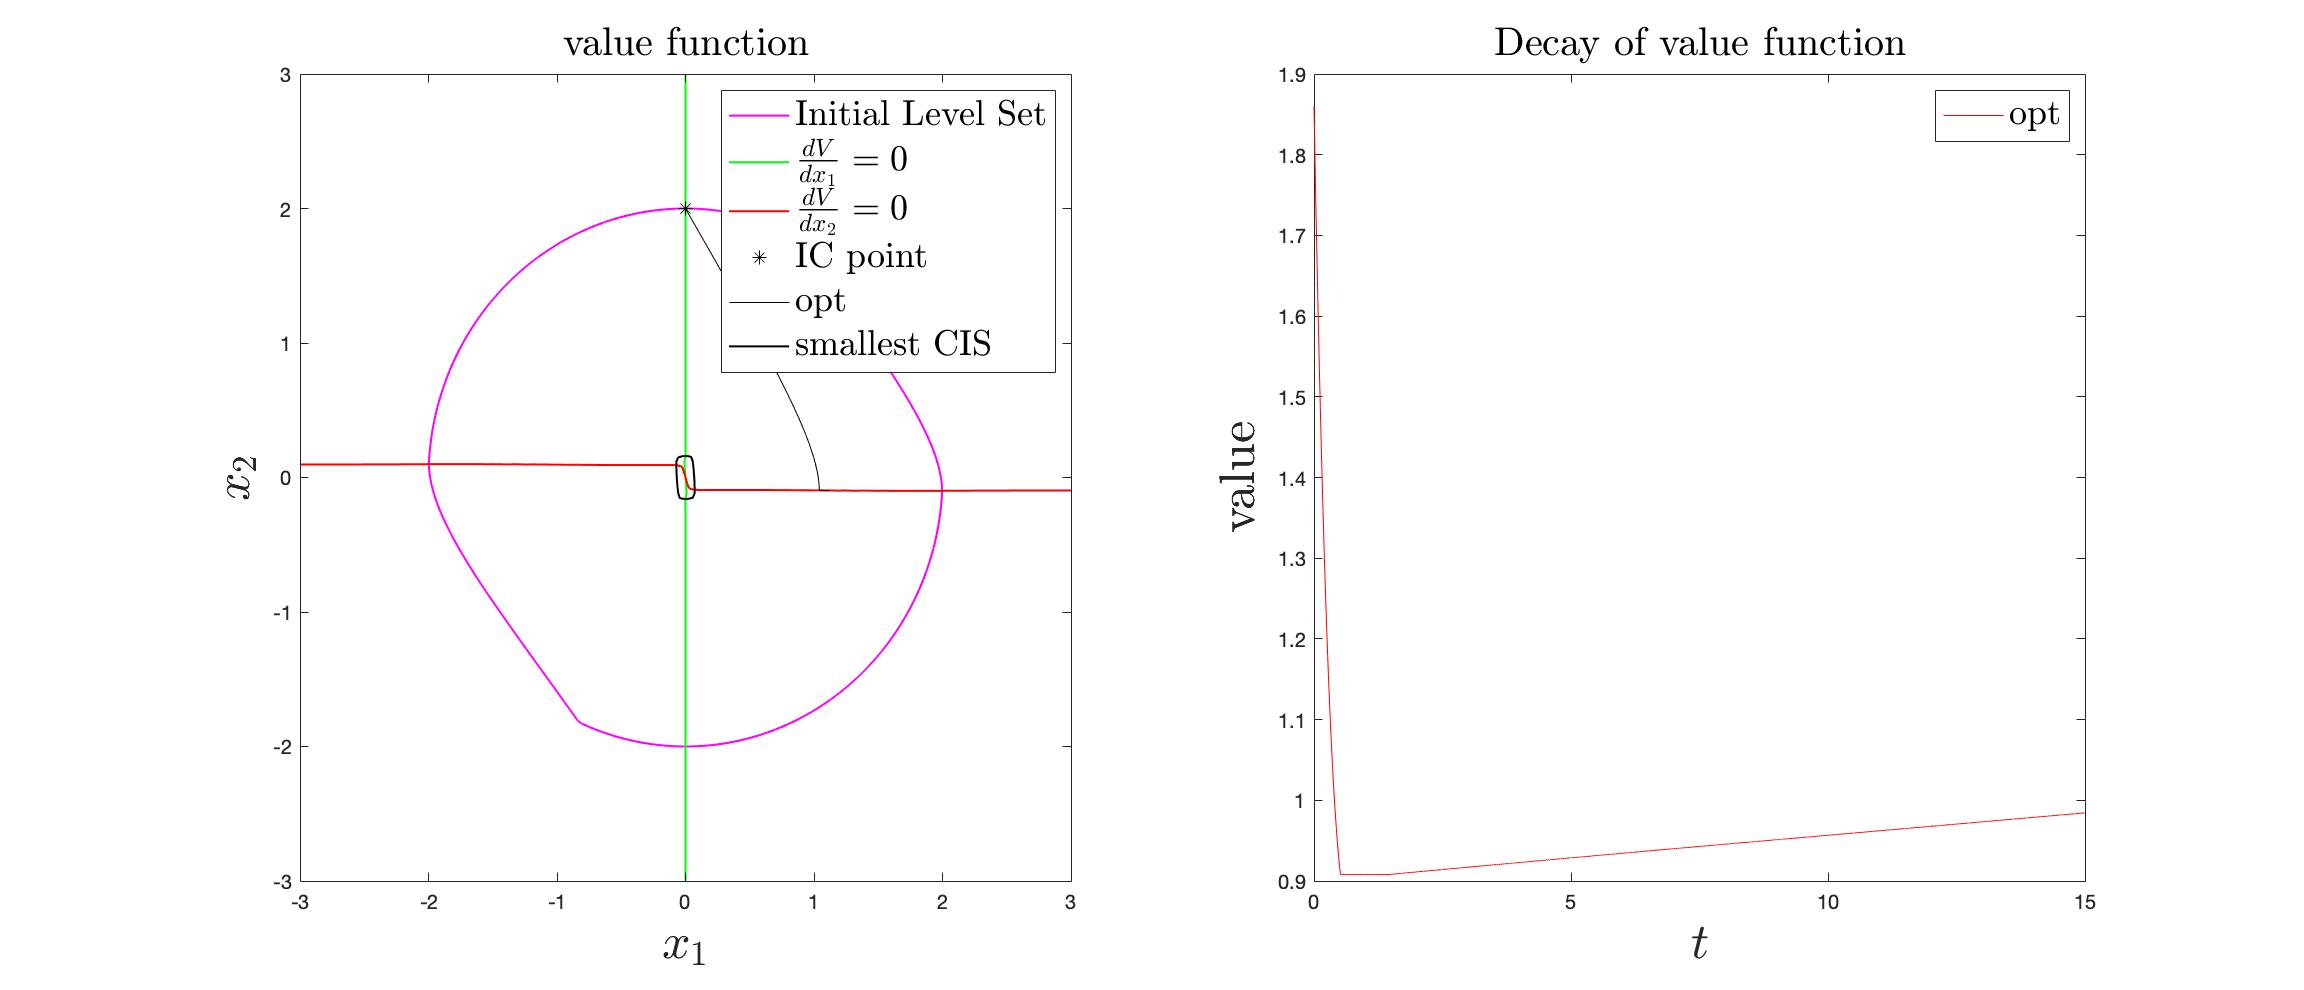 value function
3
2
1
0
-1
-2
-3
-3
-2
-1
0
1
2
3
x₂
x₁
Initial Level Set
dV/dx₁ = 0
dV/dx₂ = 0
IC point
opt
smallest CIS
Decay of value function
1.9
1.8
1.7
1.6
1.5
1.4
1.3
1.2
1.1
1
0.9
0
5
10
15
value
t
opt